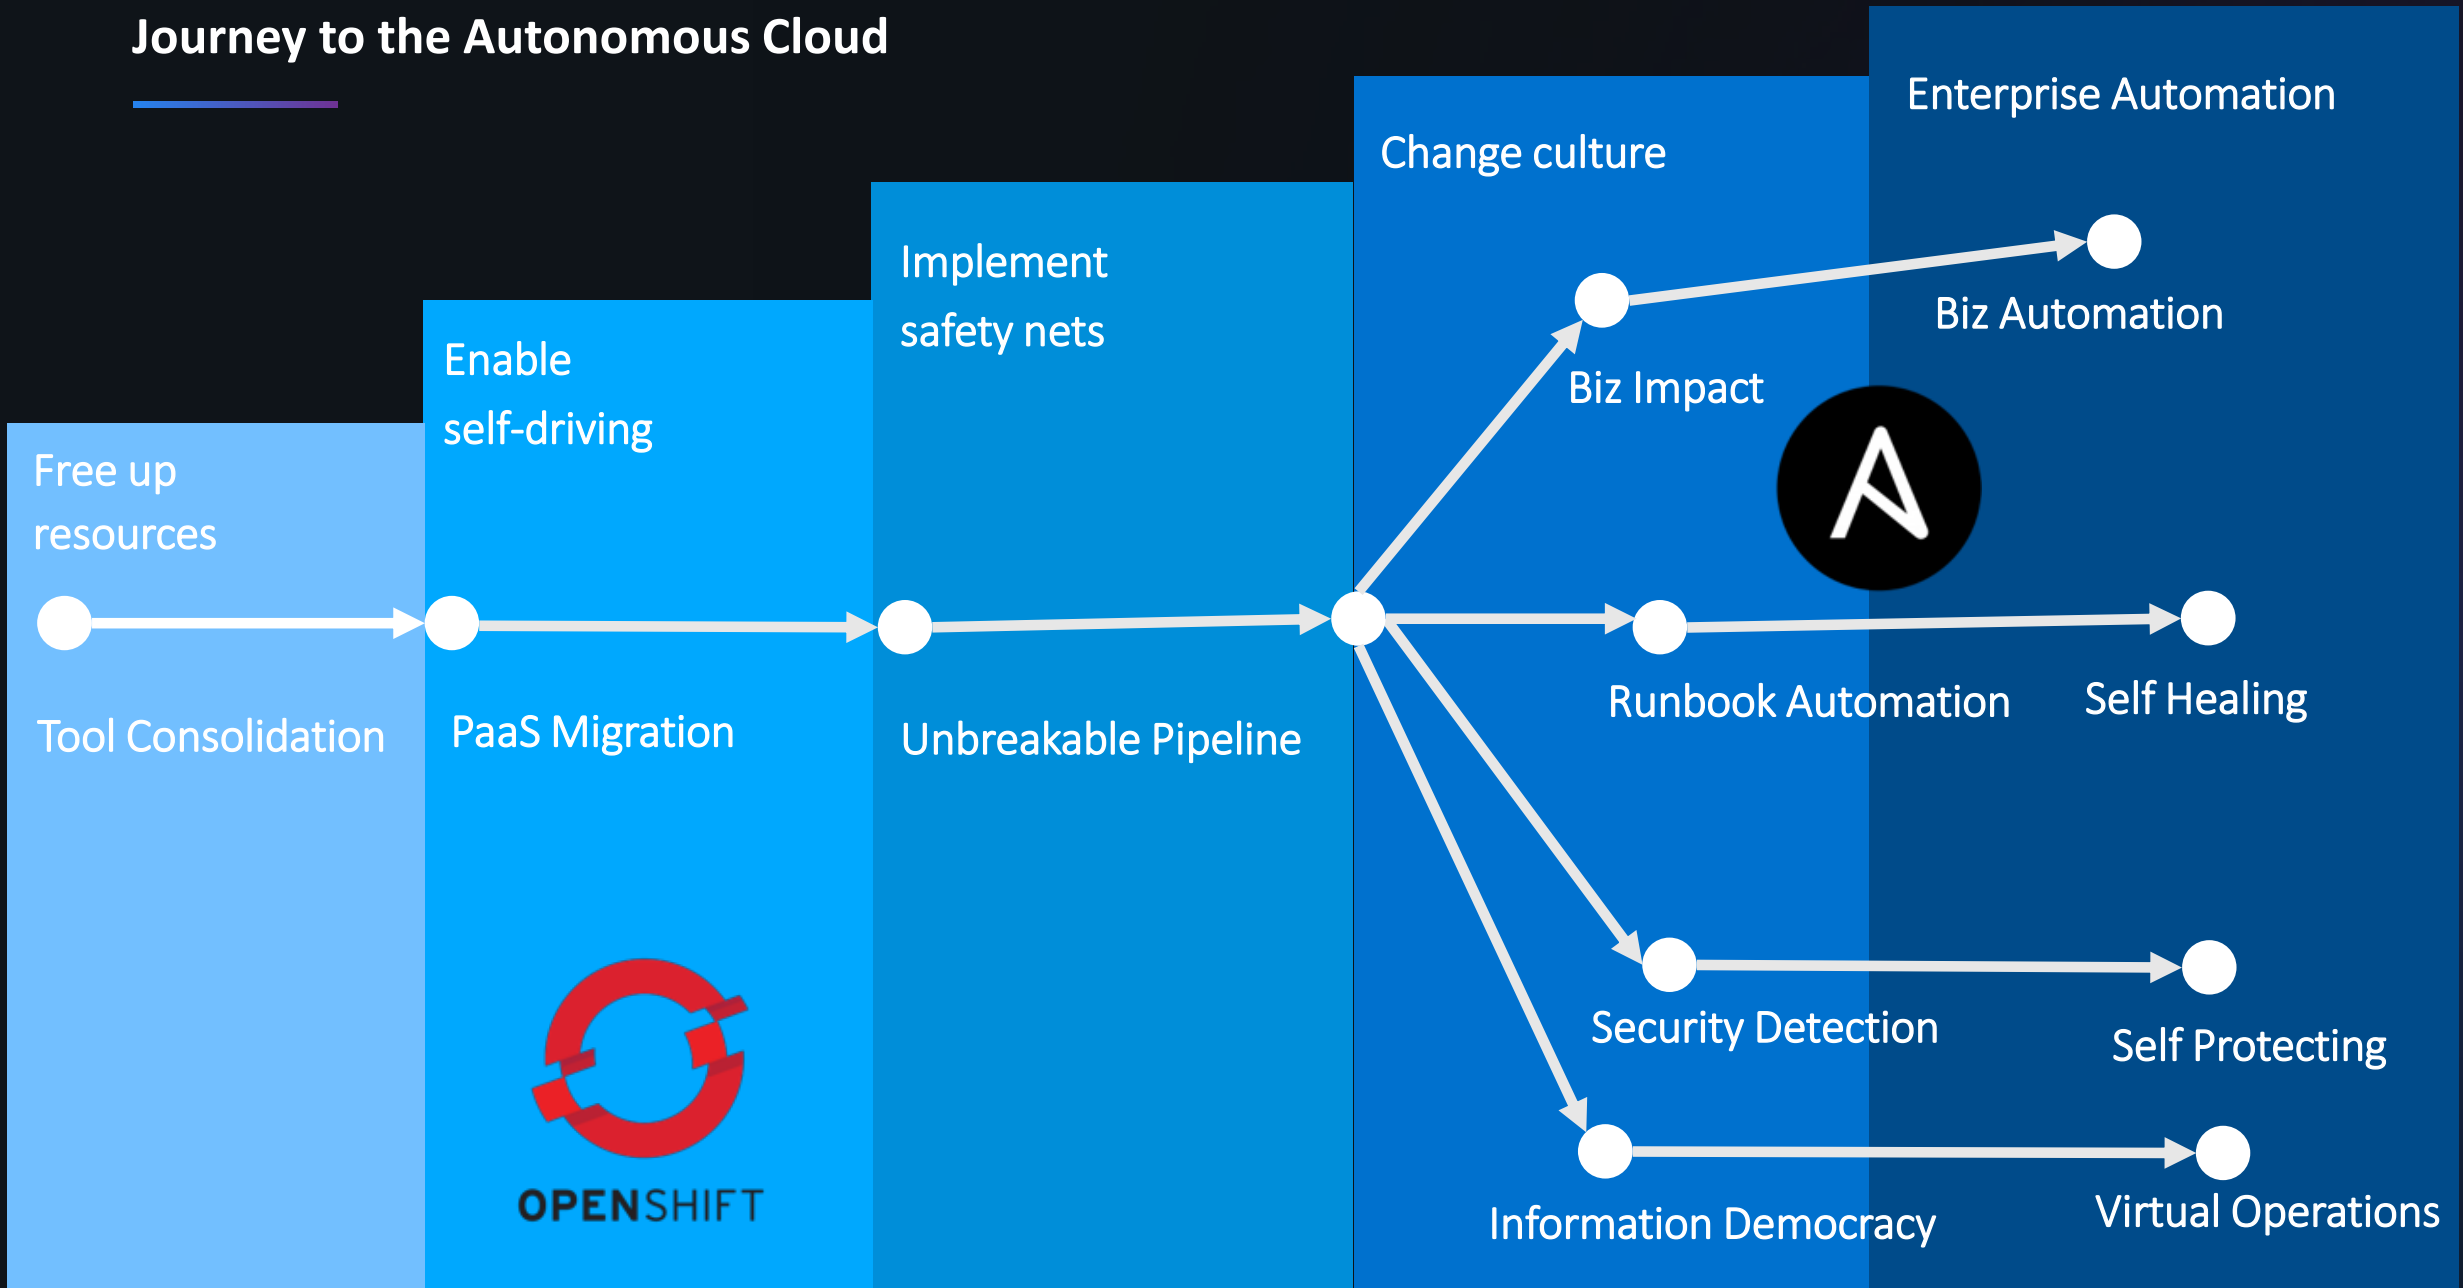 Journey to the Autonomous Cloud
Free up
resources
Tool Consolidation
Enable
self-driving
PaaS Migration
OPENSHIFT
Implement
safety nets
Unbreakable Pipeline
Change culture
Biz Impact
Runbook Automation
Security Detection
Information Democracy
Enterprise Automation
Biz Automation
Self Healing
Self Protecting
Virtual Operations